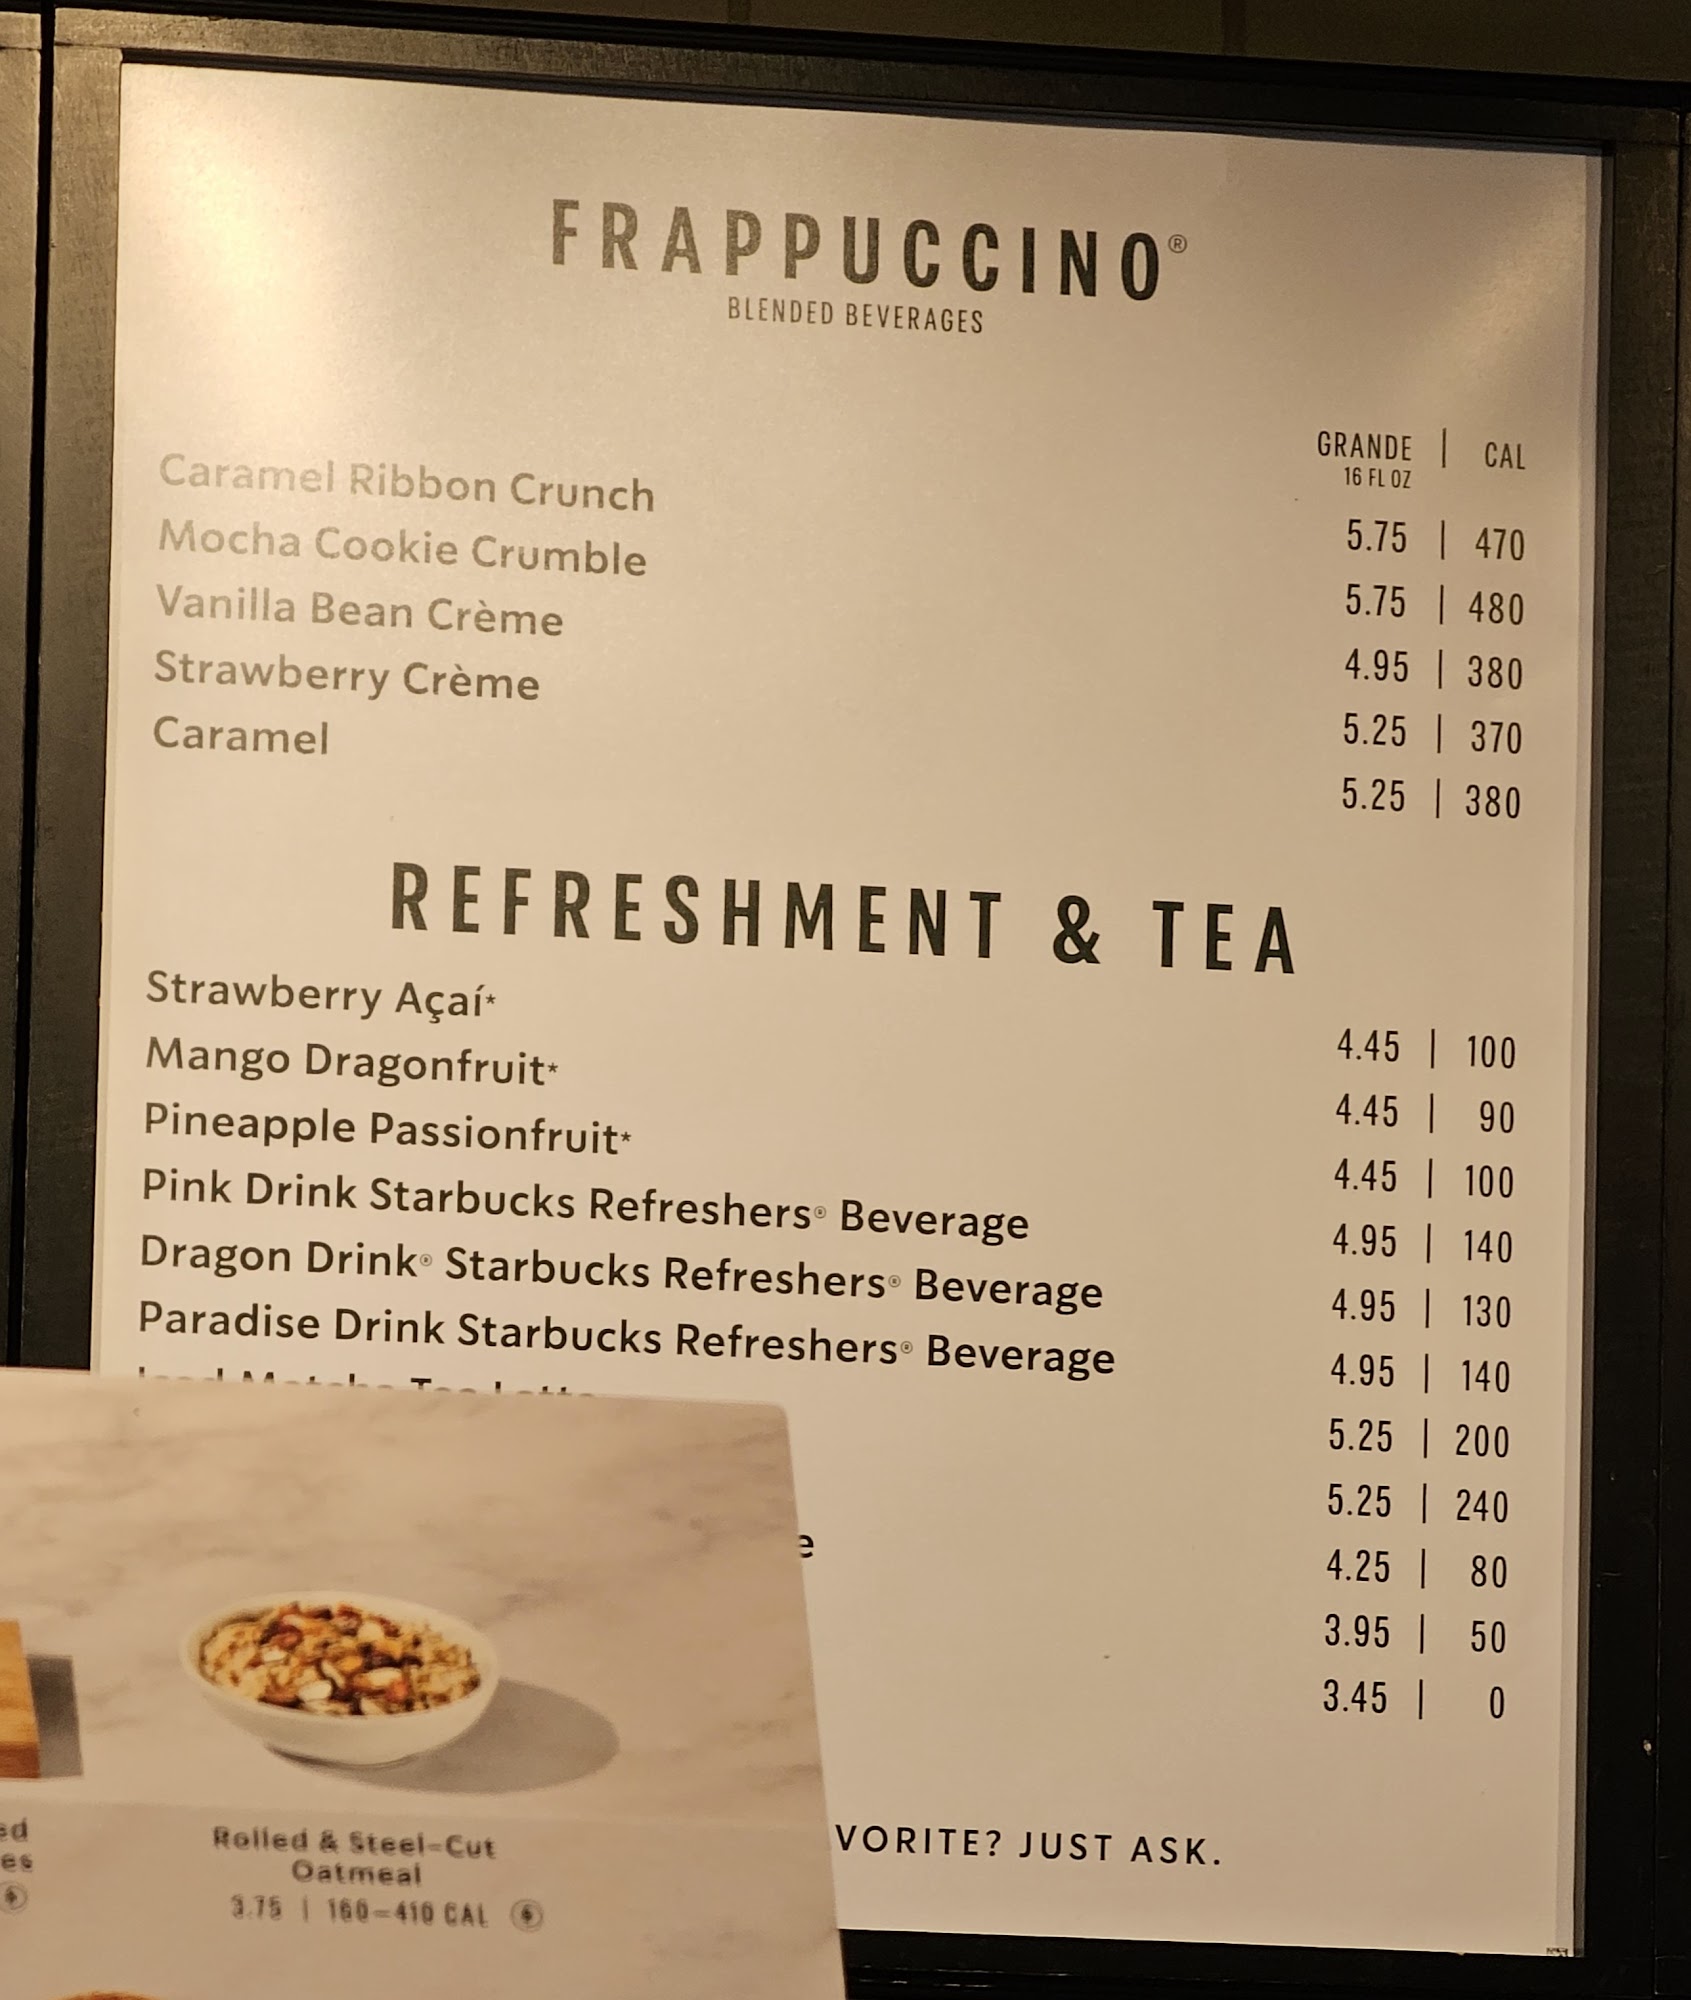 FRAPPUCCINO®
BLENDED BEVERAGES
GRANDE | CAL
16 FL OZ
Caramel Ribbon Crunch 5.75 | 470
Mocha Cookie Crumble 5.75 | 480
Vanilla Bean Crème 4.95 | 380
Strawberry Crème 5.25 | 370
Caramel 5.25 | 380
REFRESHMENT & TEA
Strawberry Açaí* 4.45 | 100
Mango Dragonfruit* 4.45 | 90
Pineapple Passionfruit* 4.45 | 100
Pink Drink Starbucks Refreshers® Beverage 4.95 | 140
Dragon Drink® Starbucks Refreshers® Beverage 4.95 | 130
Paradise Drink Starbucks Refreshers® Beverage 4.95 | 140
5.25 | 200
5.25 | 240
e 4.25 | 80
3.95 | 50
3.45 | 0
VORITE? JUST ASK.
ed
es
Rolled & Steel-Cut
Oatmeal
3.75 | 160–410 CAL